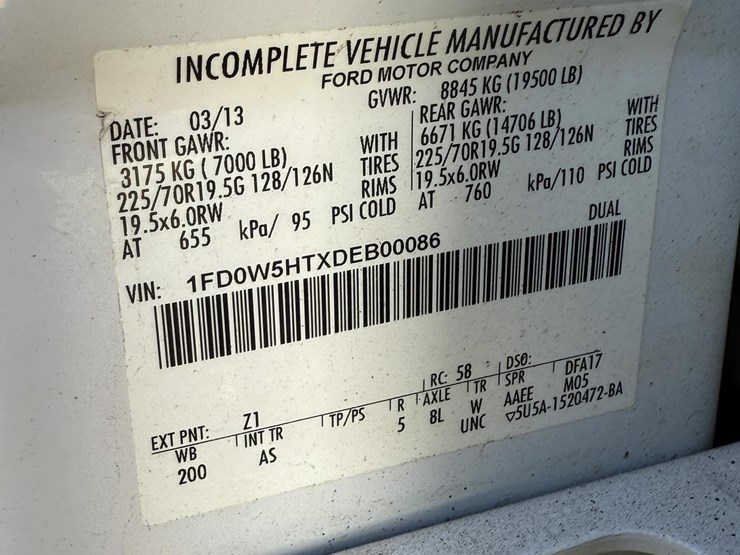 INCOMPLETE VEHICLE MANUFACTURED BY
FORD MOTOR COMPANY
DATE: 03/13 GVWR: 8845 KG (19500 LB)
FRONT GAWR: REAR GAWR:
3175 KG ( 7000 LB) WITH 6671 KG (14706 LB) WITH
225/70R19.5G 128/126N TIRES 225/70R19.5G 128/126N TIRES
19.5x6.0RW RIMS 19.5x6.0RW RIMS
AT 655 kPa/ 95 PSI COLD AT 760 kPa/110 PSI COLD
DUAL
VIN: 1FD0W5HTXDEB00086
EXT PNT: Z1 RC: 58 DSO: DFA17
WB INT TR TP/PS R AXLE TR SPR M05
200 AS 5 8L W AAEE
UNC ▽5U5A-1520472-BA